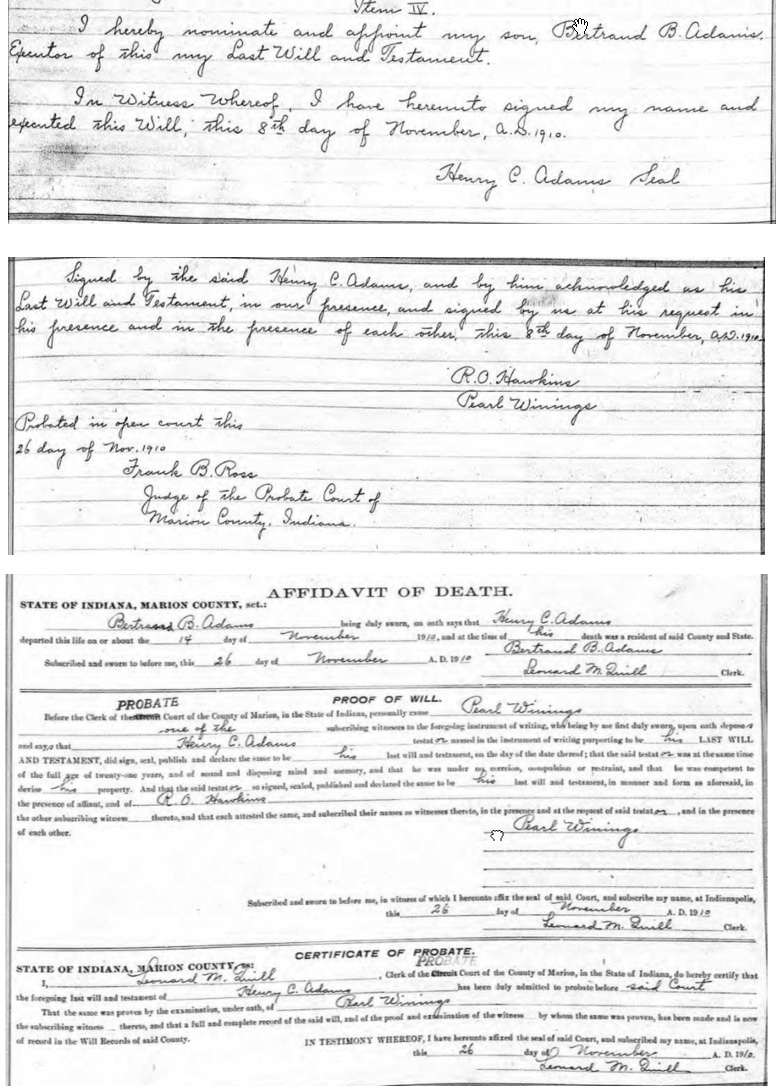 Item IV.
I hereby nominate and appoint my son, Bertrand B. Adams,
Executor of this my Last Will and Testament.
In Witness Whereof, I have hereunto signed my name and
executed this Will, this 8th day of November, A.D. 1910.
Henry C. Adams Seal
Signed by the said Henry C. Adams, and by him acknowledged as his
Last Will and Testament, in our presence, and signed by us at his request in
his presence and in the presence of each other, this 8th day of November, A.D. 1910
R.O. Hawkins
Pearl Winings
Probated in open court this
26 day of Nov. 1910
Frank B. Ross
Judge of the Probate Court of
Marion County, Indiana.
AFFIDAVIT OF DEATH.
STATE OF INDIANA, MARION COUNTY, sct.:
Bertrand B. Adams being duly sworn, on oath says that Henry C. Adams
departed this life on or about the 14 day of November 1910, and at the time of his death was a resident of said County and State.
Bertrand B. Adams
Subscribed and sworn to before me, this 26 day of November A. D. 1910
Leonard M. Quill Clerk.
PROBATE PROOF OF WILL.
Before the Clerk of the Circuit Court of the County of Marion, in the State of Indiana, personally came Pearl Winings
one of the subscribing witnesses to the foregoing instrument of writing, who being by me first duly sworn, upon oath deposes
and says that Henry C. Adams testator named in the instrument of writing purporting to be his LAST WILL
AND TESTAMENT, did sign, seal, publish and declare the same to be his last will and testament, on the day of the date thereof; that the said testator was at the same time
of the full age of twenty-one years, and of sound and disposing mind and memory, and that he was under no coercion, compulsion or restraint, and that he was competent to
devise his property. And that the said testator so signed, sealed, published and declared the same to be his last will and testament, in manner and form as aforesaid, in
the presence of affiant, and of R. O. Hawkins
the other subscribing witness thereto, and that each attested the same, and subscribed their names as witnesses thereto, in the presence and at the request of said testator, and in the presence
of each other.
Pearl Winings
Subscribed and sworn to before me, in witness of which I hereunto affix the seal of said Court, and subscribe my name, at Indianapolis,
this 26 day of November A. D. 1910
Leonard M. Quill Clerk.
CERTIFICATE OF PROBATE.
PROBATE
STATE OF INDIANA, MARION COUNTY, ss:
I, Leonard M. Quill, Clerk of the Circuit Court of the County of Marion, in the State of Indiana, do hereby certify that
the foregoing last will and testament of Henry C. Adams has been duly admitted to probate before said Court
That the same was proven by the examination, under oath, of Pearl Winings
the subscribing witness thereto, and that a full and complete record of the said will, and of the proof and examination of the witness by whom the same was proven, has been made and is now
of record in the Will Records of said County.
IN TESTIMONY WHEREOF, I have hereunto affixed the seal of said Court, and subscribed my name, at Indianapolis,
this 26 day of November A. D. 1910.
Leonard M. Quill Clerk.